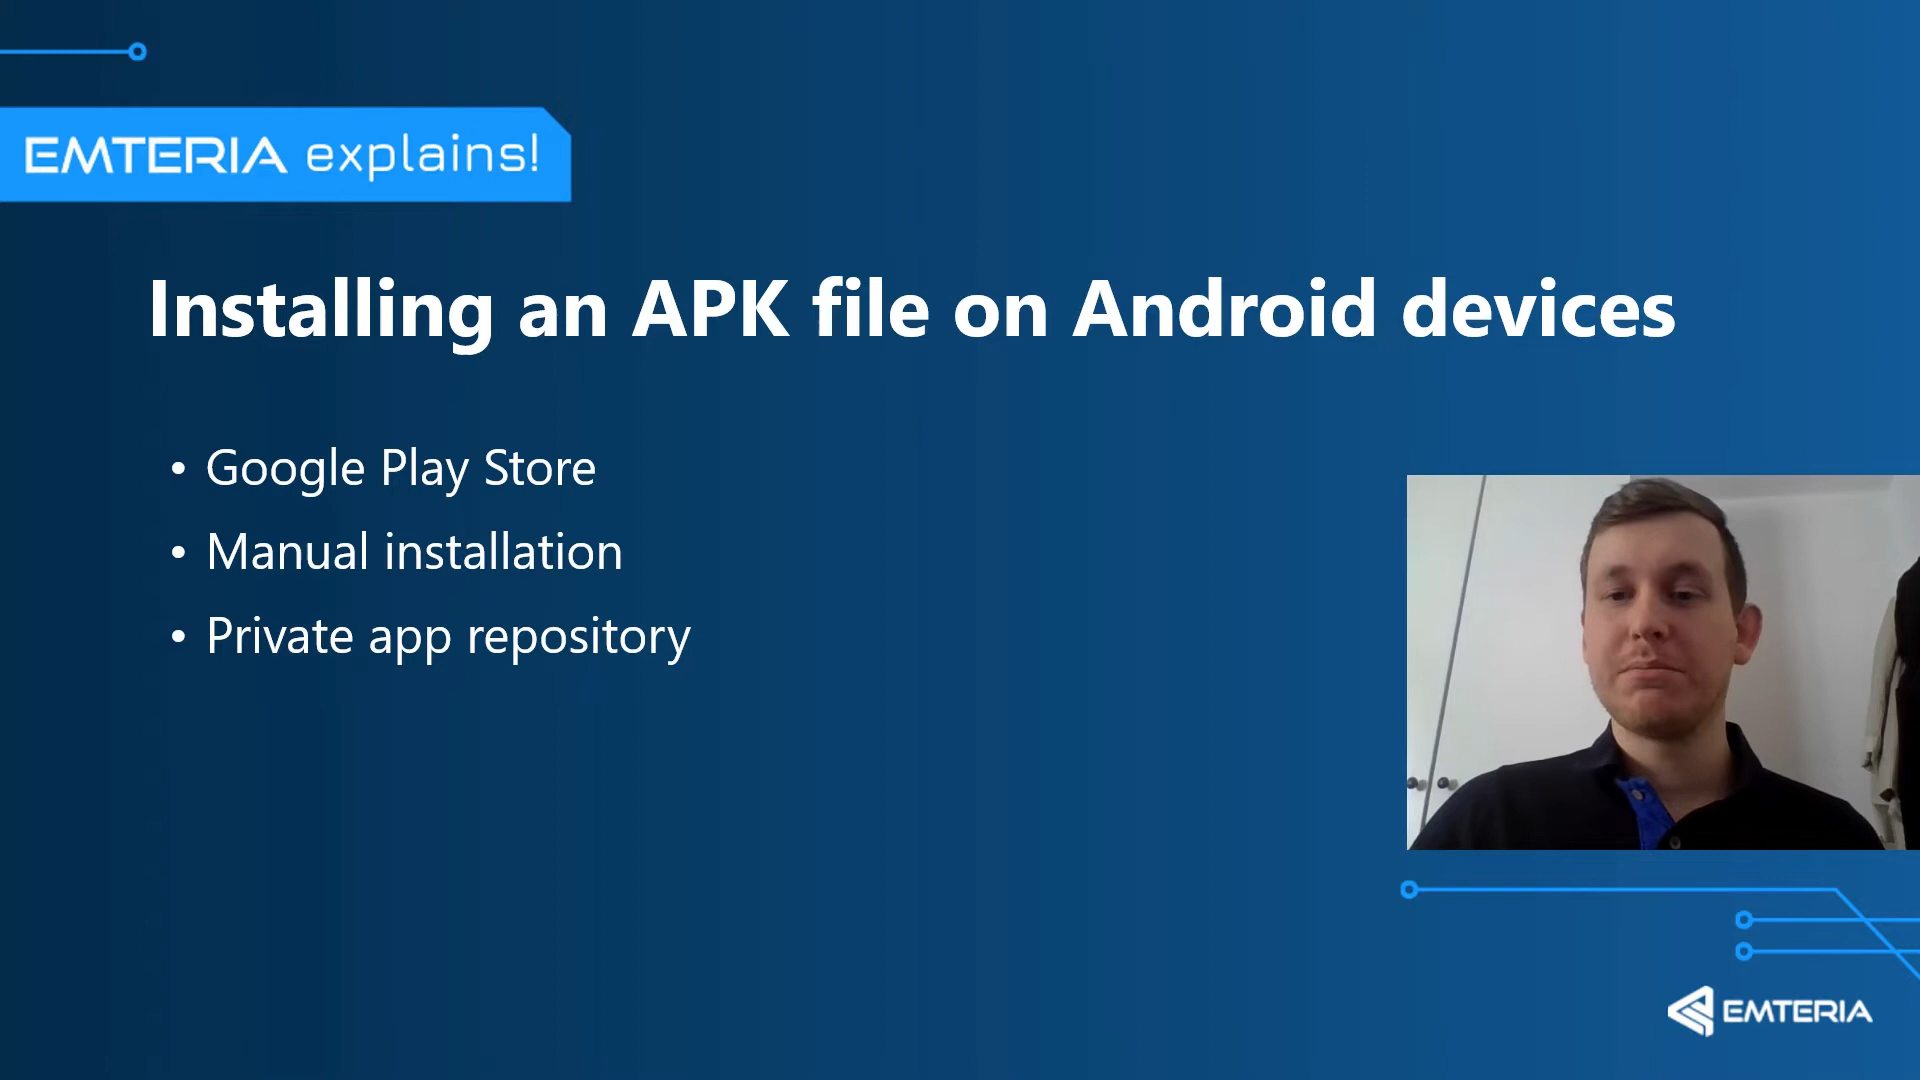 EMTERIA explains!
Installing an APK file on Android devices
• Google Play Store
• Manual installation
• Private app repository
EMTERIA